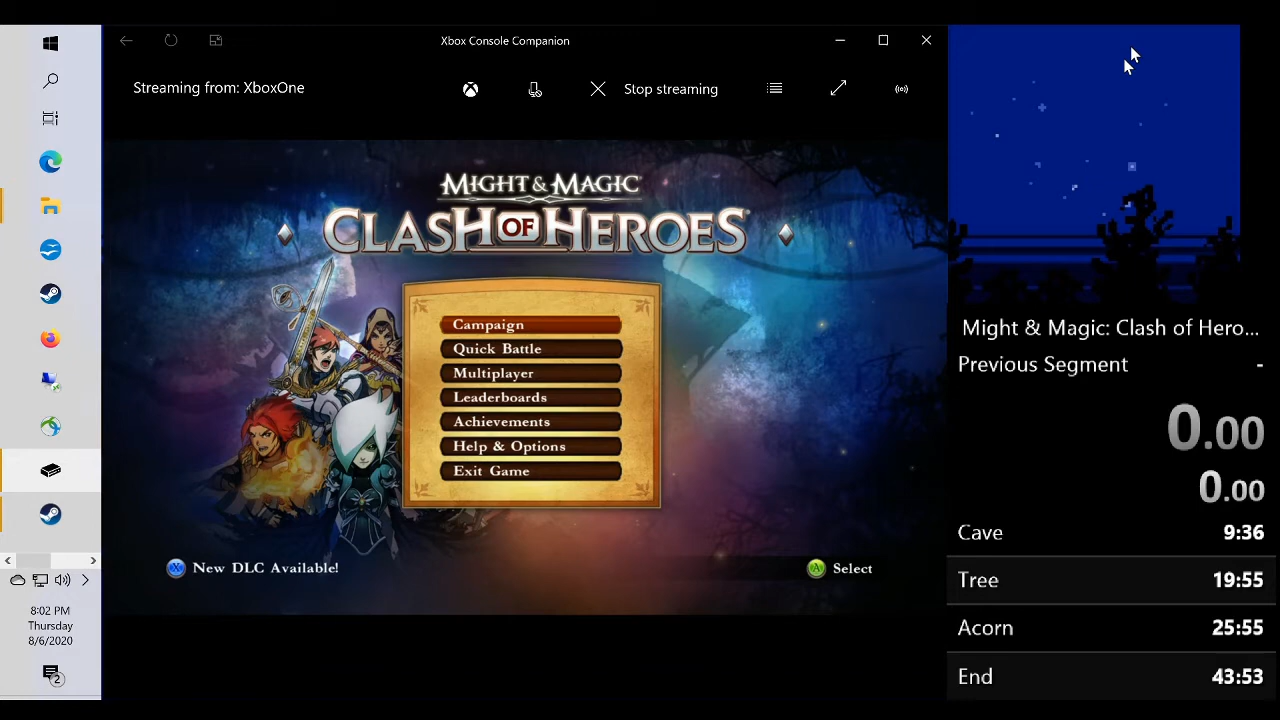 Xbox Console Companion
Streaming from: XboxOne
Stop streaming
MIGHT & MAGIC
CLASH OF HEROES
Campaign
Quick Battle
Multiplayer
Leaderboards
Achievements
Help & Options
Exit Game
X New DLC Available!
A Select
8:02 PM
Thursday
8/6/2020
2
Might & Magic: Clash of Hero...
Previous Segment -
0.00
0.00
Cave 9:36
Tree 19:55
Acorn 25:55
End 43:53